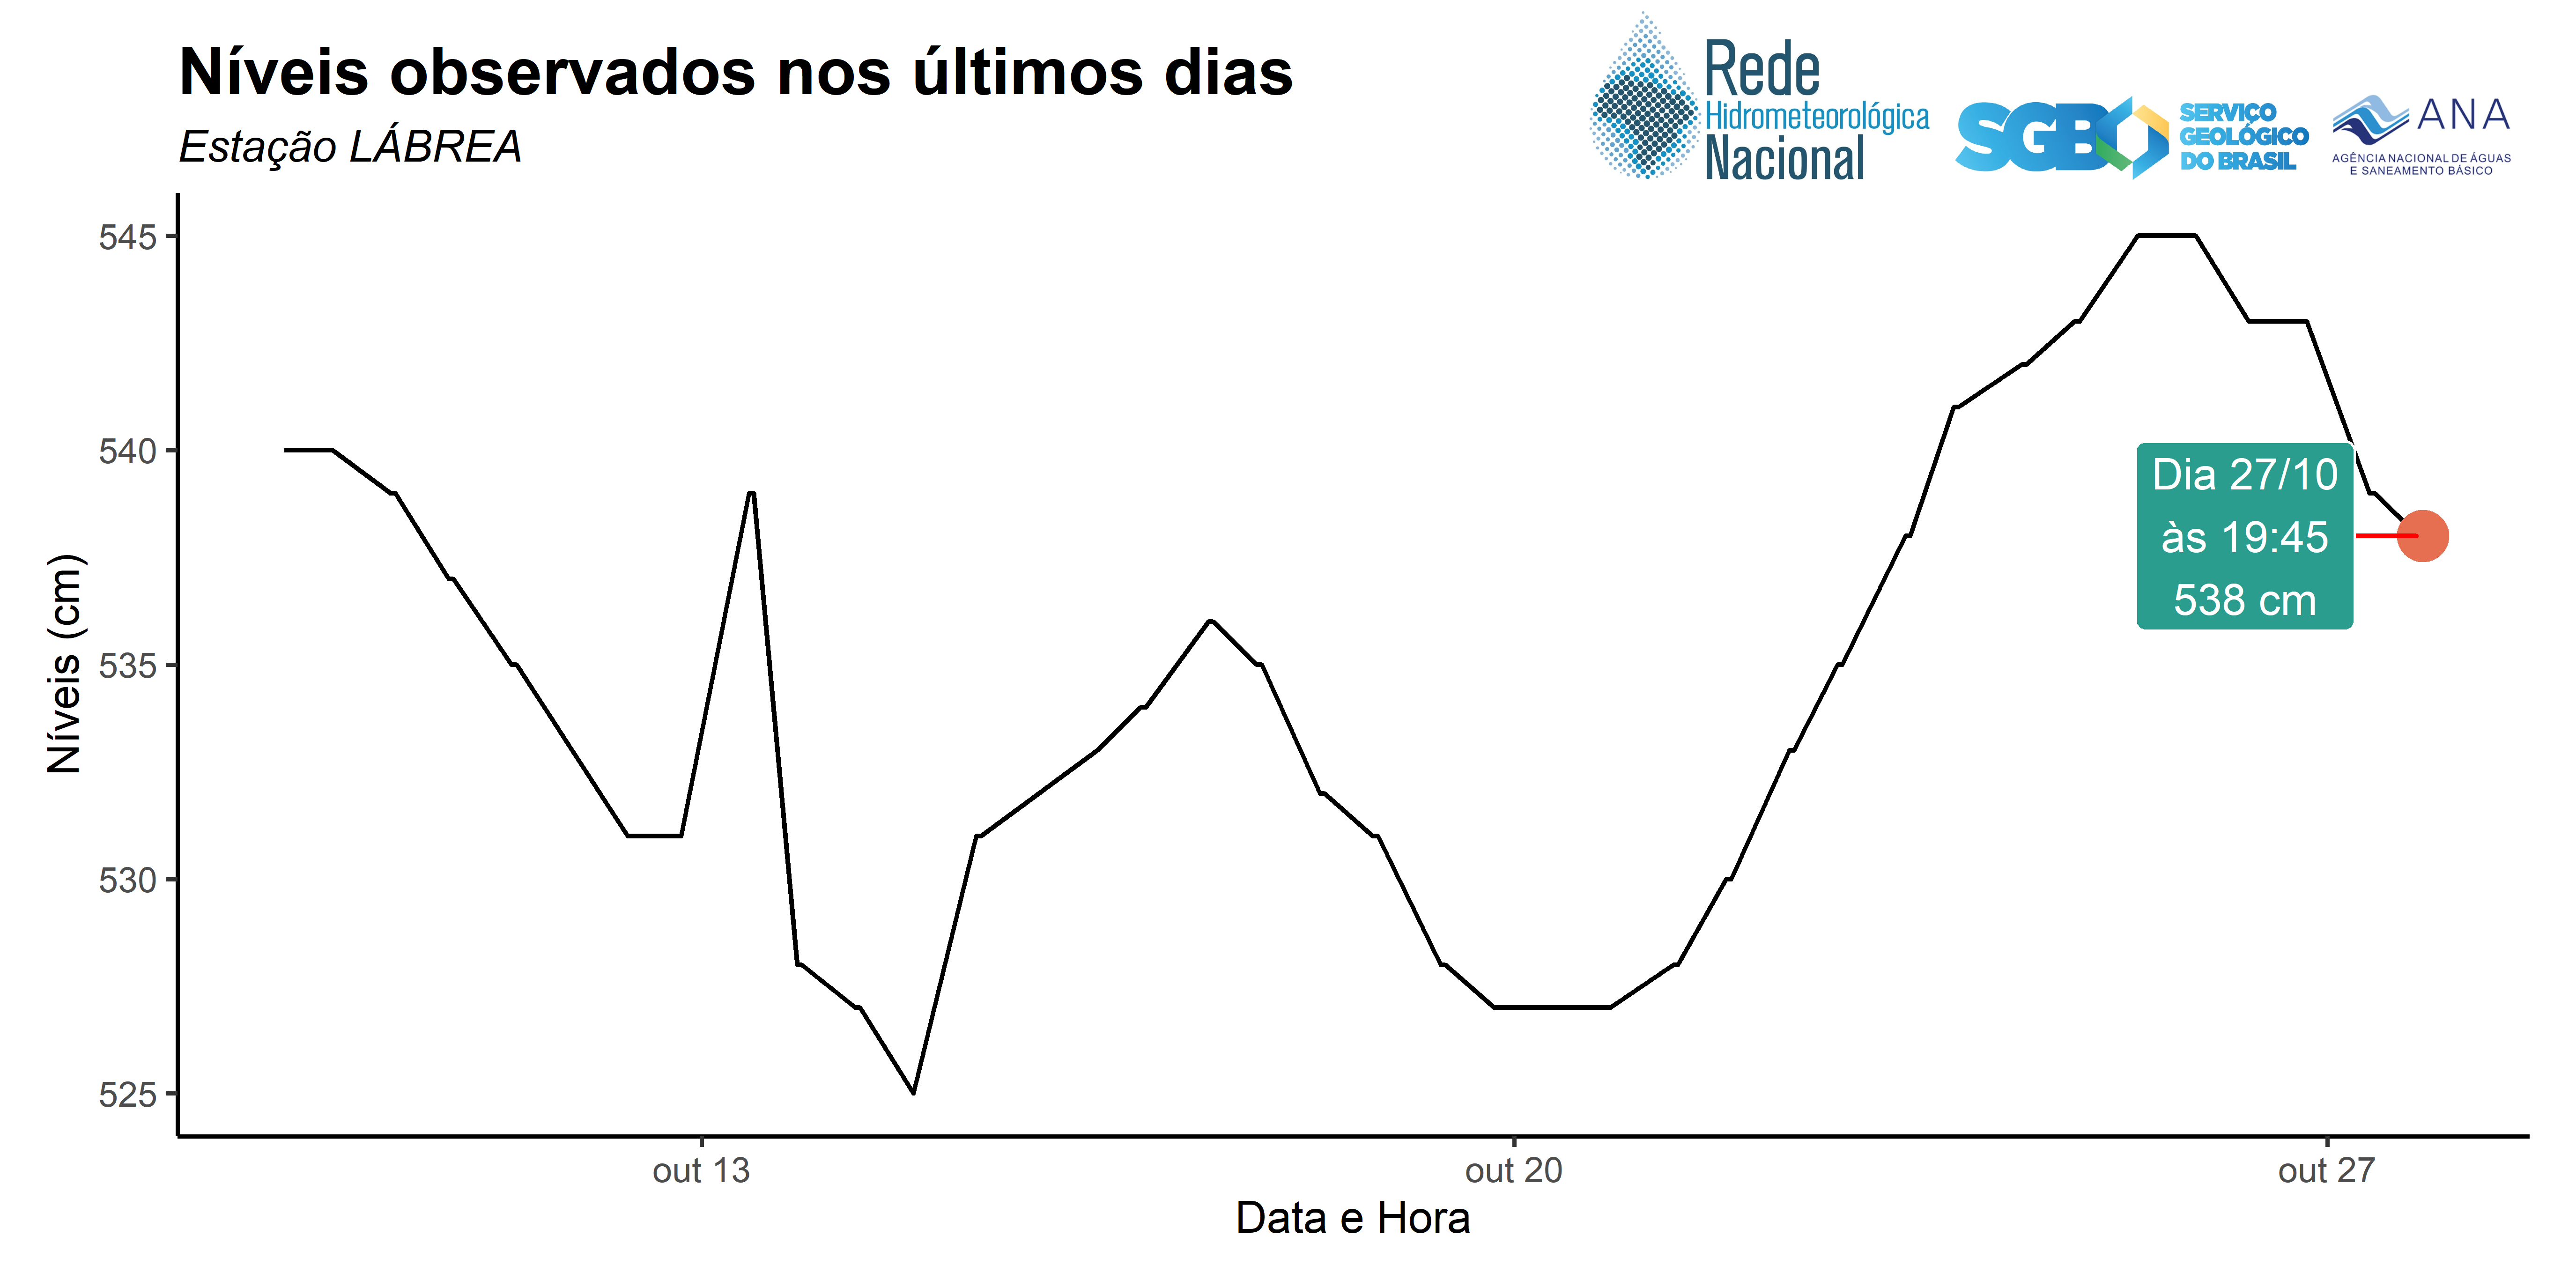 Níveis observados nos últimos dias
Estação LÁBREA
Rede
Hidrometeorológica
Nacional
SGB
SERVIÇO
GEOLÓGICO
DO BRASIL
ANA
AGÊNCIA NACIONAL DE ÁGUAS
E SANEAMENTO BÁSICO
Níveis (cm)
545
540
535
530
525
Dia 27/10
às 19:45
538 cm
out 13
out 20
out 27
Data e Hora